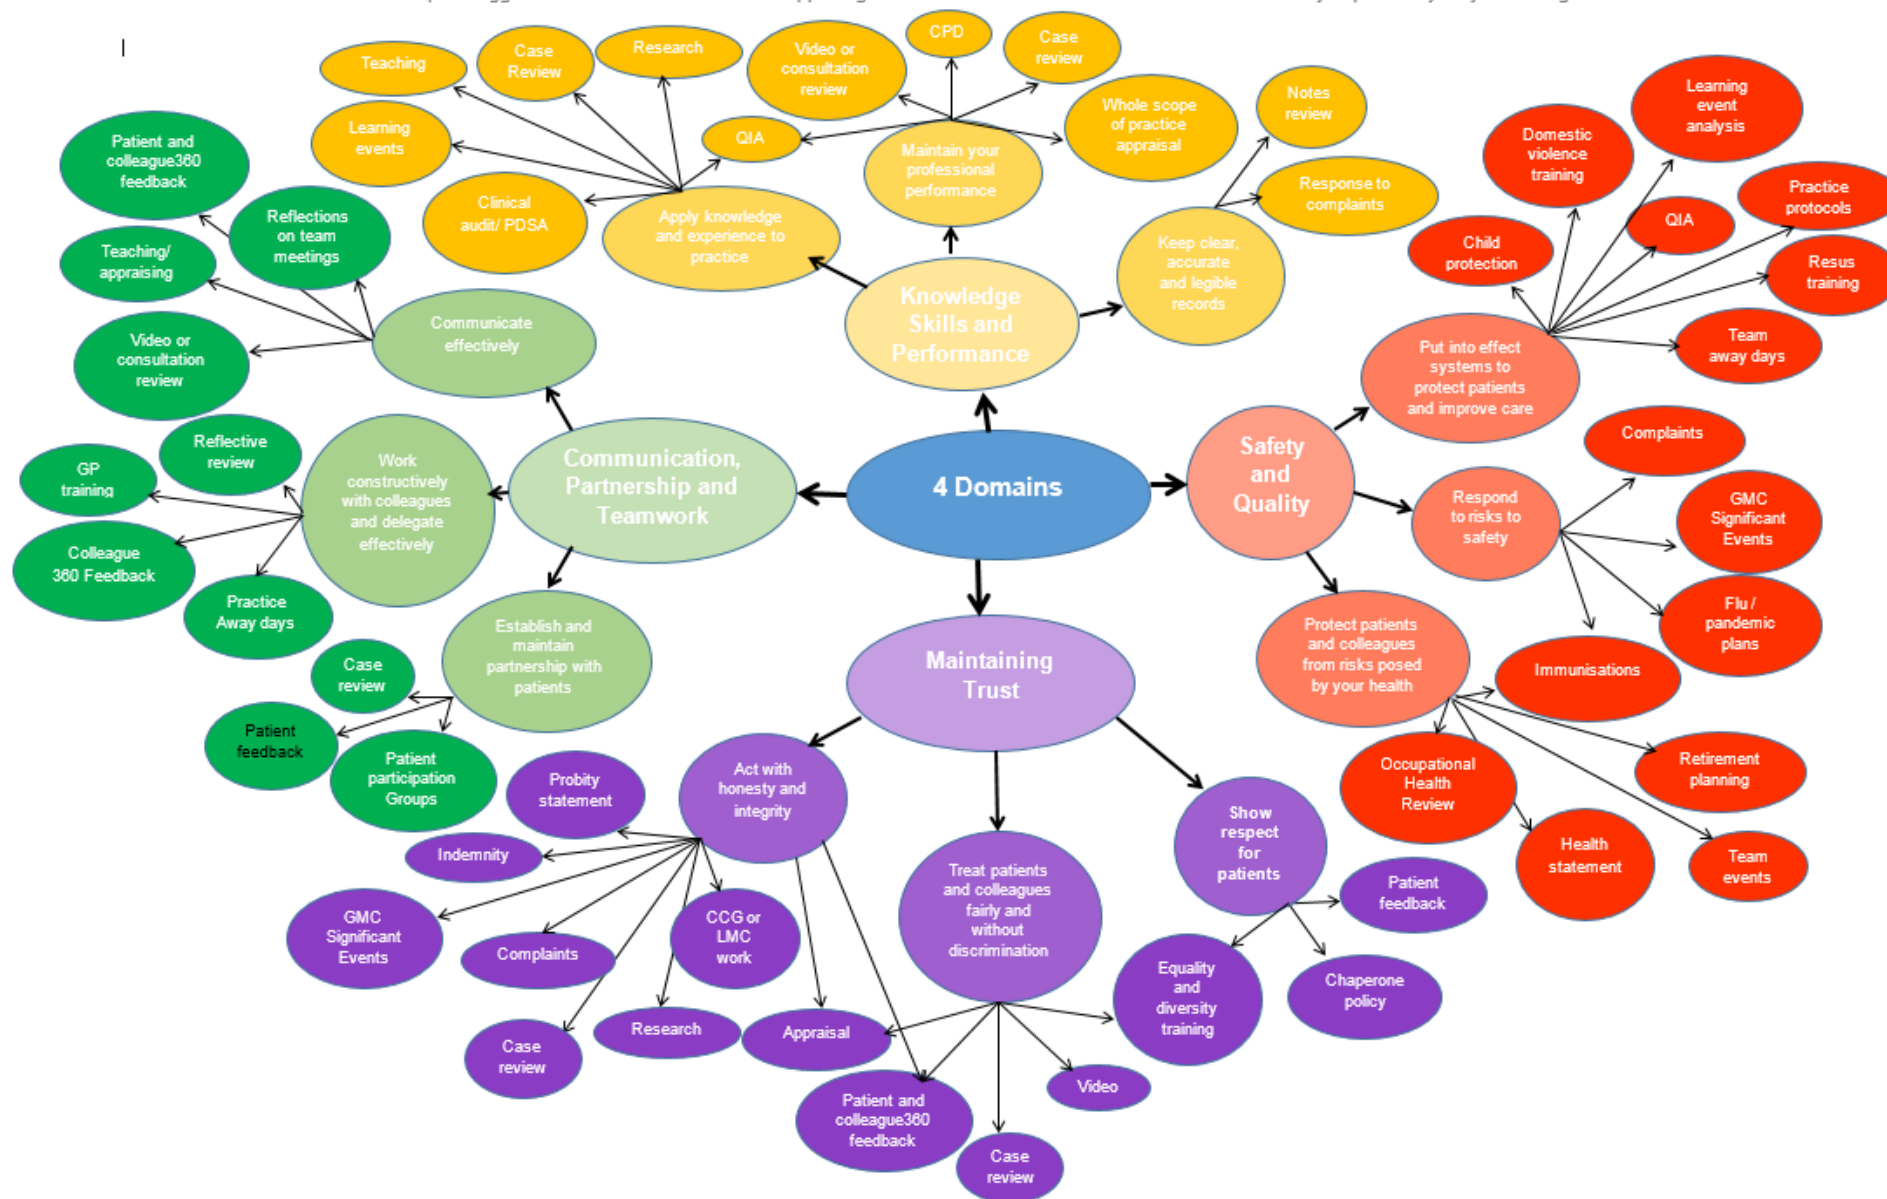 Teaching
Case
Review
Research
Video or
consultation
review
CPD
Case
review
Whole scope
of practice
appraisal
Notes
review
Response to
complaints
Learning
events
QIA
Clinical
audit/ PDSA
Apply knowledge
and experience to
practice
Maintain your
professional
performance
Keep clear,
accurate
and legible
records
Knowledge
Skills and
Performance
Learning
event
analysis
Domestic
violence
training
Practice
protocols
QIA
Child
protection
Resus
training
Team
away days
Put into effect
systems to
protect patients
and improve care
Patient and
colleague360
feedback
Reflections
on team
meetings
Teaching/
appraising
Video or
consultation
review
Communicate
effectively
Reflective
review
GP
training
Colleague
360 Feedback
Practice
Away days
Work
constructively
with colleagues
and delegate
effectively
Communication,
Partnership and
Teamwork
4 Domains
Safety
and
Quality
Respond
to risks to
safety
Complaints
GMC
Significant
Events
Flu /
pandemic
plans
Immunisations
Protect patients
and colleagues
from risks posed
by your health
Occupational
Health
Review
Retirement
planning
Health
statement
Team
events
Establish and
maintain
partnership with
patients
Case
review
Patient
feedback
Patient
participation
Groups
Maintaining
Trust
Act with
honesty and
integrity
Probity
statement
Indemnity
GMC
Significant
Events
Complaints
CCG or
LMC
work
Case
review
Research
Appraisal
Patient and
colleague360
feedback
Treat patients
and colleagues
fairly and
without
discrimination
Case
review
Video
Equality
and
diversity
training
Show
respect
for
patients
Patient
feedback
Chaperone
policy